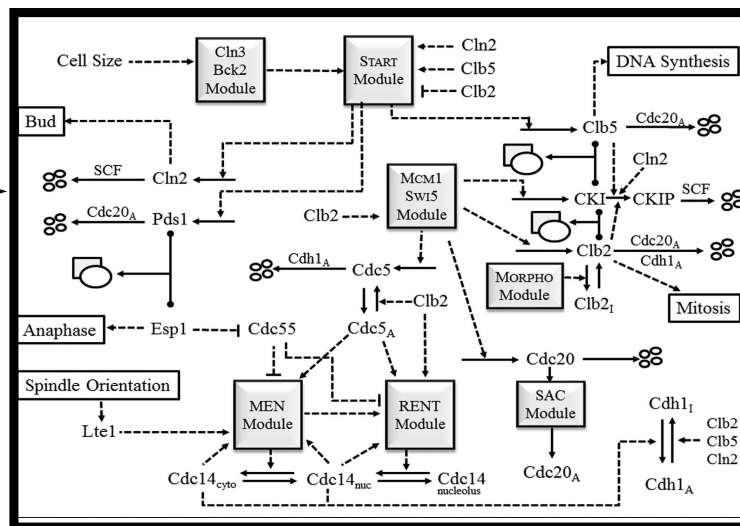 Cell Size
Cln3
Bck2
Module
START
Module
Cln2
Clb5
Clb2
DNA Synthesis
Bud
SCF
Cln2
Clb5
Cdc20A
Cdc20A
Pds1
Clb2
MCM1
SWI5
Module
Cln2
CKI
CKIP
SCF
Clb2
Cdc20A
Cdh1A
Cdh1A
Cdc5
MORPHO
Module
Clb2I
Mitosis
Clb2
Anaphase
Esp1
Cdc55
Cdc5A
Cdc20
Spindle Orientation
Lte1
MEN
Module
RENT
Module
SAC
Module
Cdh1I
Clb2
Clb5
Cln2
Cdc14cyto
Cdc14nuc
Cdc14
nucleolus
Cdc20A
Cdh1A